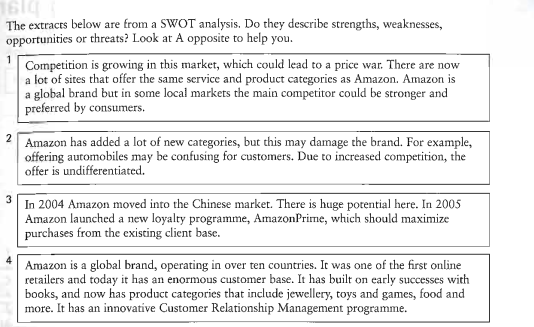 The extracts below are from a SWOT analysis. Do they describe strengths, weaknesses,
opportunities or threats? Look at A opposite to help you.
1 Competition is growing in this market, which could lead to a price war. There are now
a lot of sites that offer the same service and product categories as Amazon. Amazon is
a global brand but in some local markets the main competitor could be stronger and
preferred by consumers.
2 Amazon has added a lot of new categories, but this may damage the brand. For example,
offering automobiles may be confusing for customers. Due to increased competition, the
offer is undifferentiated.
3 In 2004 Amazon moved into the Chinese market. There is huge potential here. In 2005
Amazon launched a new loyalty programme, AmazonPrime, which should maximize
purchases from the existing client base.
4 Amazon is a global brand, operating in over ten countries. It was one of the first online
retailers and today it has an enormous customer base. It has built on early successes with
books, and now has product categories that include jewellery, toys and games, food and
more. It has an innovative Customer Relationship Management programme.